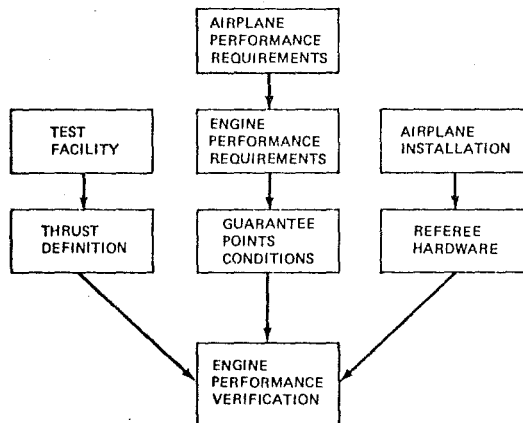 AIRPLANE
PERFORMANCE
REQUIREMENTS
TEST
FACILITY
ENGINE
PERFORMANCE
REQUIREMENTS
AIRPLANE
INSTALLATION
THRUST
DEFINITION
GUARANTEE
POINTS
CONDITIONS
REFEREE
HARDWARE
ENGINE
PERFORMANCE
VERIFICATION